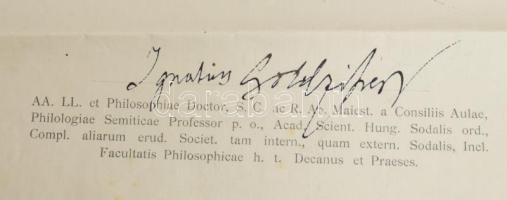 Ignatius Goldziher
AA. LL. et Philosophiae Doctor, S. C. ac R. Ap. Maiest. a Consiliis Aulae,
Philologiae Semiticae Professor p. o., Acad. Scient. Hung. Sodalis ord.,
Compl. aliarum erud. Societ. tam intern., quam extern. Sodalis, Incl.
Facultatis Philosophicae h. t. Decanus et Praeses.
darabanth